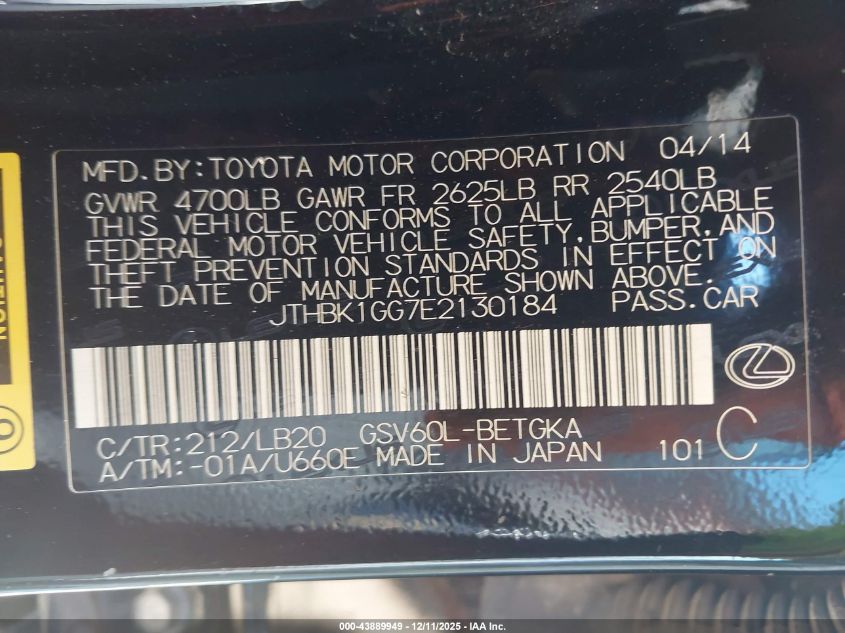 MFD.BY:TOYOTA MOTOR CORPORATION 04/14
GVWR 4700LB GAWR FR 2625LB RR 2540LB
THIS VEHICLE CONFORMS TO ALL APPLICABLE
FEDERAL MOTOR VEHICLE SAFETY,BUMPER,AND
THEFT PREVENTION STANDARDS IN EFFECT ON
THE DATE OF MANUFACTURE SHOWN ABOVE.
JTHBK1GG7E2130184 PASS.CAR
C/TR:212/LB20 GSV60L-BETGKA
A/TM:-01A/U660E MADE IN JAPAN 101 C
000-43889949 - 12/11/2025 - IAA Inc.